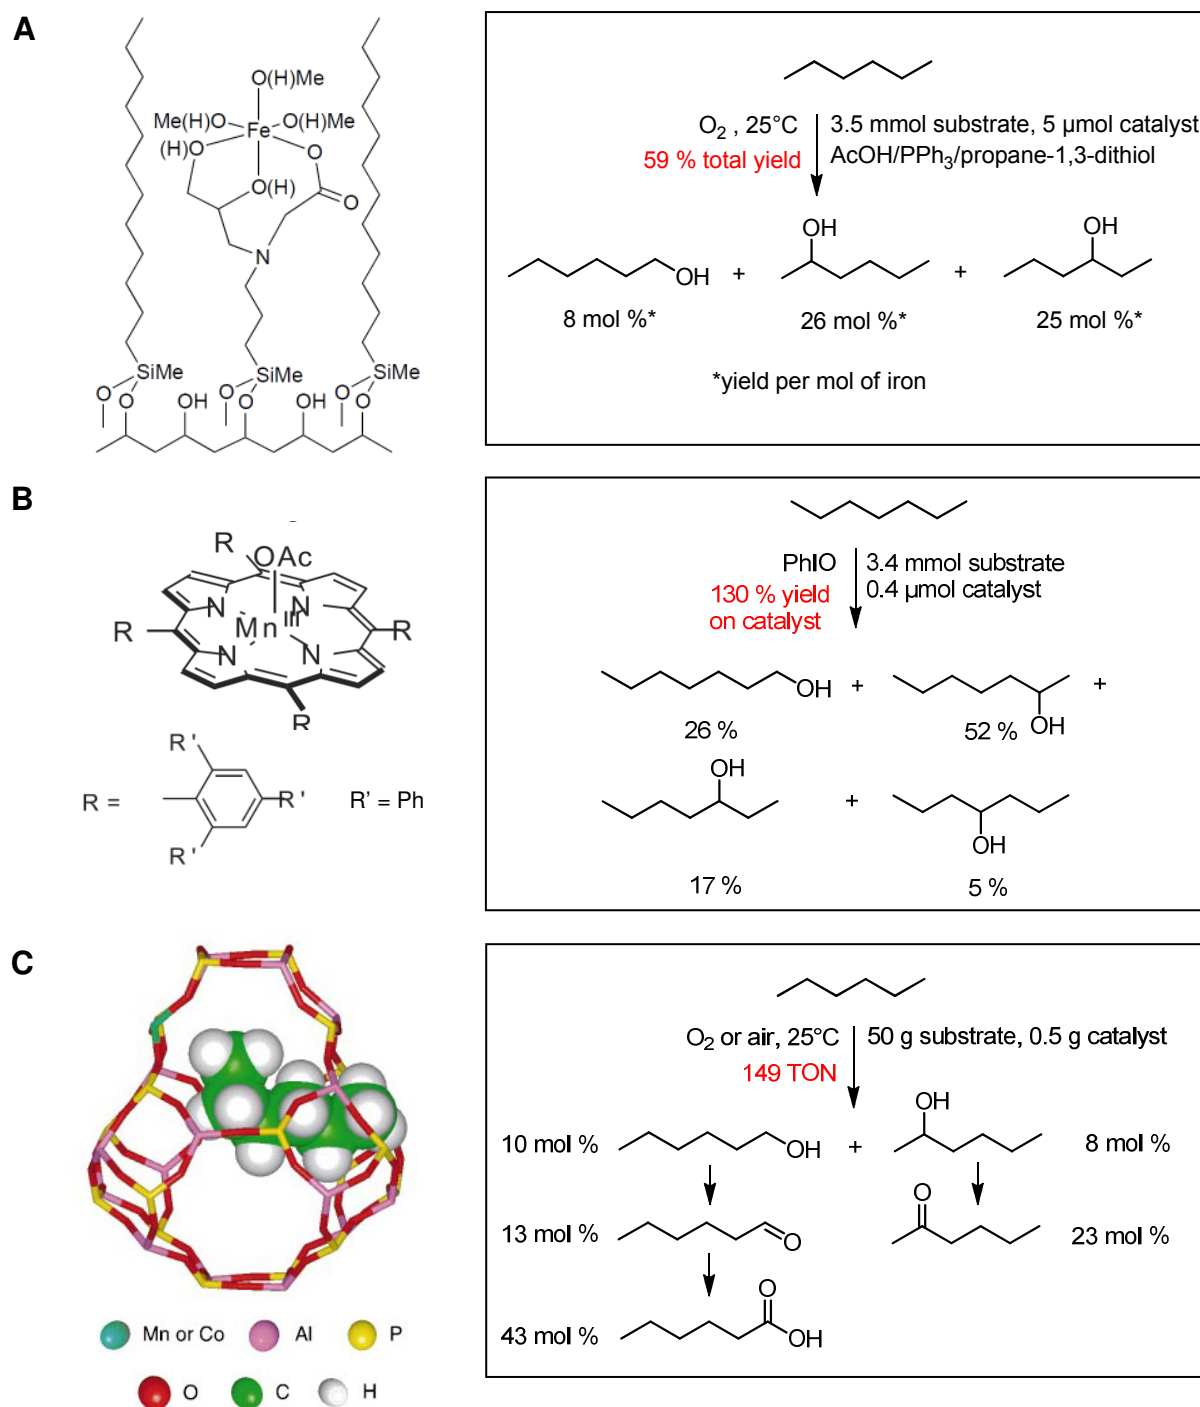 A
O(H)Me
Me(H)O Fe O(H)Me
(H)O O
O(H) O
N
SiMe SiMe SiMe
O O O O O O
OH OH
O2 , 25°C 3.5 mmol substrate, 5 µmol catalyst
59 % total yield AcOH/PPh3/propane-1,3-dithiol
OH OH
OH + +
8 mol %* 26 mol %* 25 mol %*
*yield per mol of iron
B
R OAc
N N
R Mn III R
N N
R
R'
R = R' R' = Ph
R'
PhIO 3.4 mmol substrate
130 % yield 0.4 µmol catalyst
on catalyst
OH + +
OH
26 % 52 %
OH
+
OH
17 % 5 %
C
O2 or air, 25°C 50 g substrate, 0.5 g catalyst
149 TON
OH
10 mol % OH + 8 mol %
O
13 mol % O 23 mol %
O
43 mol % OH
Mn or Co Al P
O C H